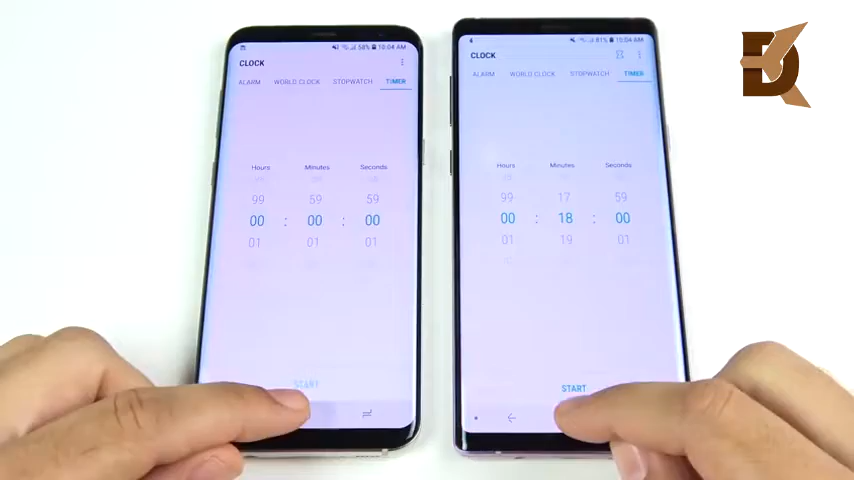 58% 10:04 AM
CLOCK
ALARM WORLD CLOCK STOPWATCH TIMER
Hours Minutes Seconds
99 59 59
00 : 00 : 00
01 01 01
START
81% 10:04 AM
CLOCK
ALARM WORLD CLOCK STOPWATCH TIMER
Hours Minutes Seconds
99 17 59
00 : 18 : 00
01 19 01
START